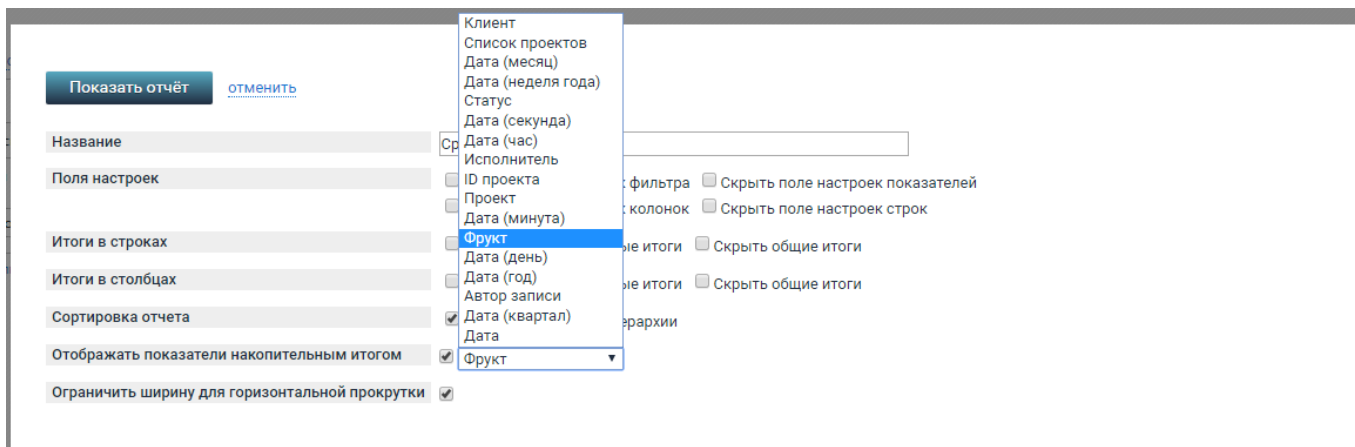 Показать отчёт отменить
Название Ср
Поля настроек к фильтра Скрыть поле настроек показателей
к колонок Скрыть поле настроек строк
Итоги в строках ые итоги Скрыть общие итоги
Итоги в столбцах ые итоги Скрыть общие итоги
Сортировка отчета ерархии
Отображать показатели накопительным итогом Фрукт
Ограничить ширину для горизонтальной прокрутки
Клиент
Список проектов
Дата (месяц)
Дата (неделя года)
Статус
Дата (секунда)
Дата (час)
Исполнитель
ID проекта
Проект
Дата (минута)
Фрукт
Дата (день)
Дата (год)
Автор записи
Дата (квартал)
Дата